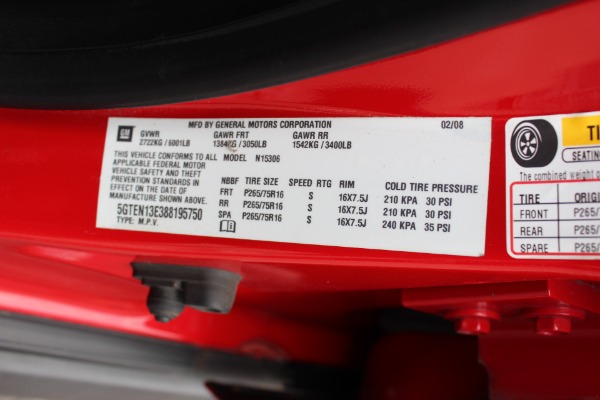 MFD BY GENERAL MOTORS CORPORATION 02/08
GM GVWR GAWR FRT GAWR RR
2722KG / 6001LB 1384KG / 3050LB 1542KG / 3400LB
THIS VEHICLE CONFORMS TO ALL MODEL N15306
APPLICABLE FEDERAL MOTOR
VEHICLE SAFETY AND THEFT
PREVENTION STANDARDS IN
EFFECT ON THE DATE OF
MANUFACTURE SHOWN ABOVE.
5GTEN13E388195750
TYPE: M.P.V.
NBBF TIRE SIZE SPEED RTG RIM COLD TIRE PRESSURE
FRT P265/75R16 S 16X7.5J 210 KPA 30 PSI
RR P265/75R16 S 16X7.5J 210 KPA 30 PSI
SPA P265/75R16 S 16X7.5J 240 KPA 35 PSI
TI
SEATING
The combined weight o
TIRE ORIGI
FRONT P265/
REAR P265/
SPARE P265/